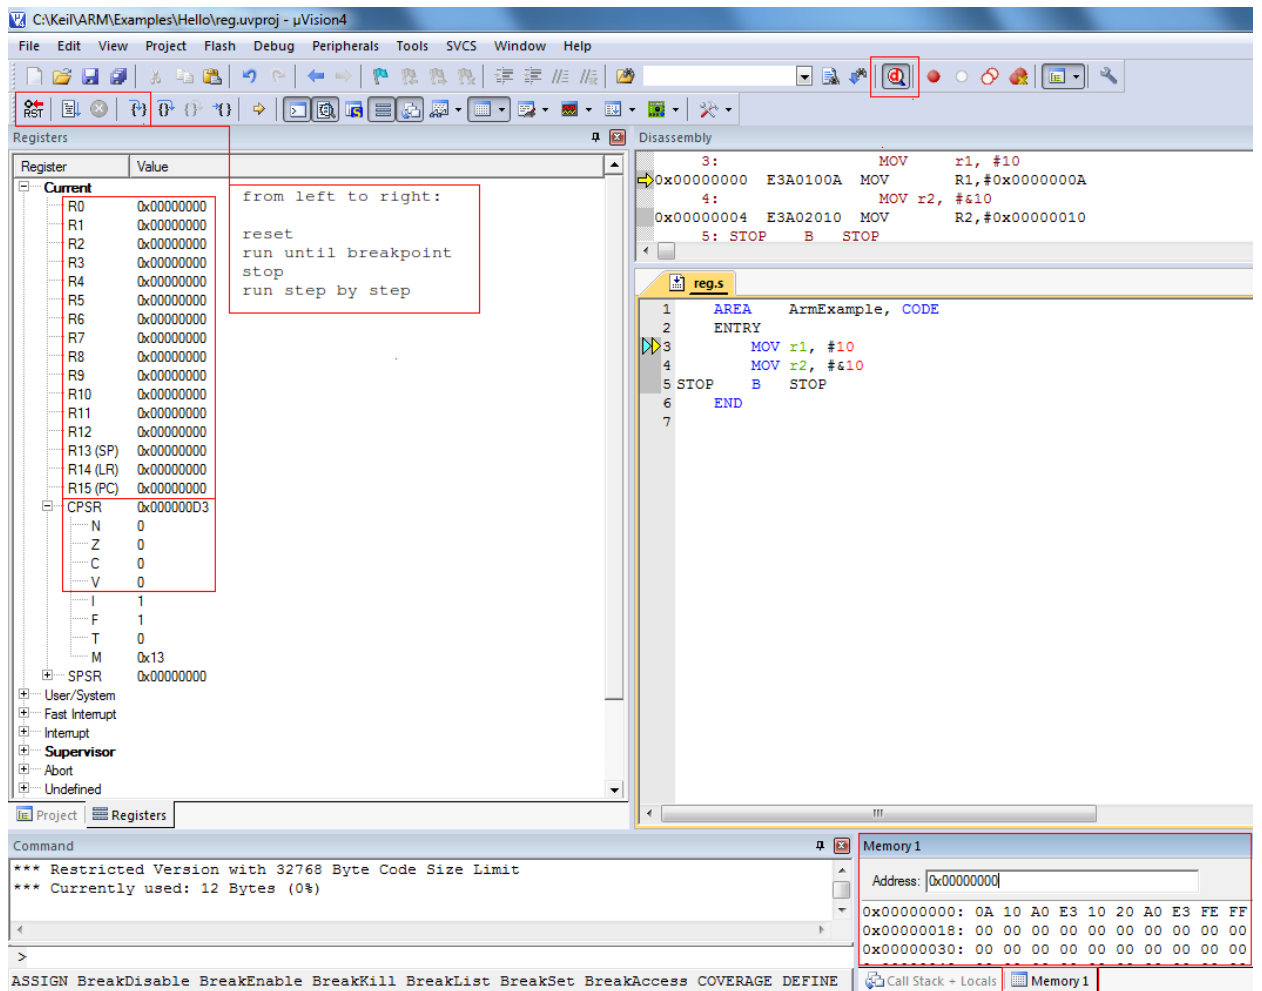 C:\Keil\ARM\Examples\Hello\reg.uvproj - µVision4
File Edit View Project Flash Debug Peripherals Tools SVCS Window Help
RST
Registers
Register Value
Current
R0 0x00000000
R1 0x00000000
R2 0x00000000
R3 0x00000000
R4 0x00000000
R5 0x00000000
R6 0x00000000
R7 0x00000000
R8 0x00000000
R9 0x00000000
R10 0x00000000
R11 0x00000000
R12 0x00000000
R13 (SP) 0x00000000
R14 (LR) 0x00000000
R15 (PC) 0x00000000
CPSR 0x000000D3
N 0
Z 0
C 0
V 0
I 1
F 1
T 0
M 0x13
SPSR 0x00000000
User/System
Fast Interrupt
Interrupt
Supervisor
Abort
Undefined
Project Registers
from left to right:
reset
run until breakpoint
stop
run step by step
Disassembly
3: MOV r1, #10
0x00000000 E3A0100A MOV R1,#0x0000000A
4: MOV r2, #&10
0x00000004 E3A02010 MOV R2,#0x00000010
5: STOP B STOP
reg.s
1 AREA ArmExample, CODE
2 ENTRY
3 MOV r1, #10
4 MOV r2, #&10
5 STOP B STOP
6 END
7
Command
*** Restricted Version with 32768 Byte Code Size Limit
*** Currently used: 12 Bytes (0%)
>
ASSIGN BreakDisable BreakEnable BreakKill BreakList BreakSet BreakAccess COVERAGE DEFINE
Memory 1
Address: 0x00000000
0x00000000: 0A 10 A0 E3 10 20 A0 E3 FE FF
0x00000018: 00 00 00 00 00 00 00 00 00 00
0x00000030: 00 00 00 00 00 00 00 00 00 00
Call Stack + Locals Memory 1